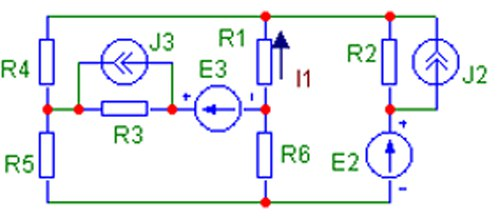 R4
J3
R1
I1
R2
J2
E3
+
-
R3
R5
R6
E2
+
-